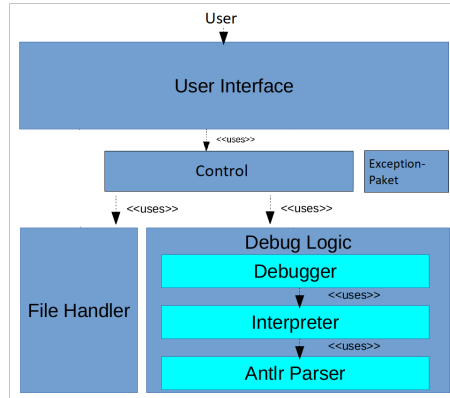 User
User Interface
<<uses>>
Control
Exception-
Paket
<<uses>>
<<uses>>
File Handler
Debug Logic
Debugger
<<uses>>
Interpreter
<<uses>>
Antlr Parser